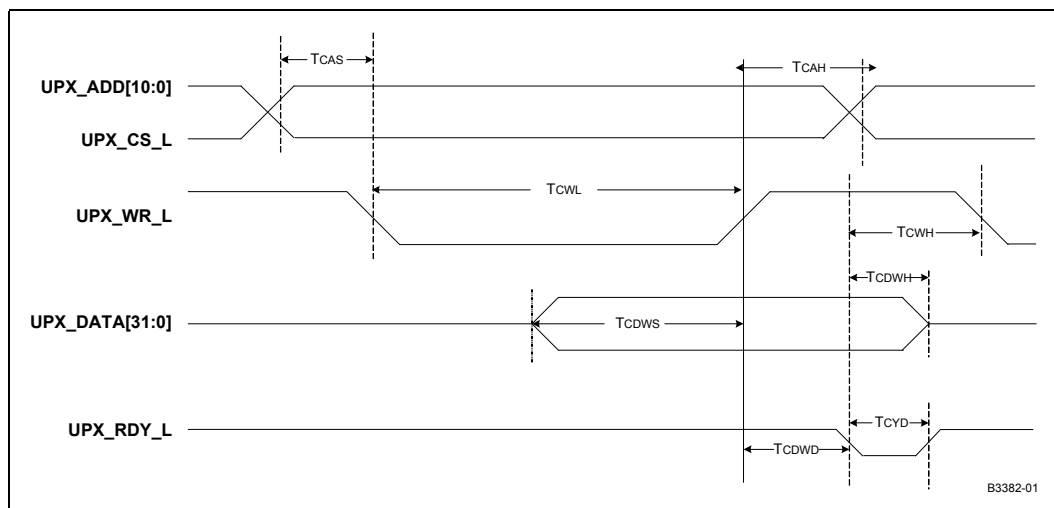 TCAS
TCAH
UPX_ADD[10:0]
UPX_CS_L
TCWL
UPX_WR_L
TCWH
TCDWH
UPX_DATA[31:0]
TCDWS
TCYD
UPX_RDY_L
TCDWD
B3382-01